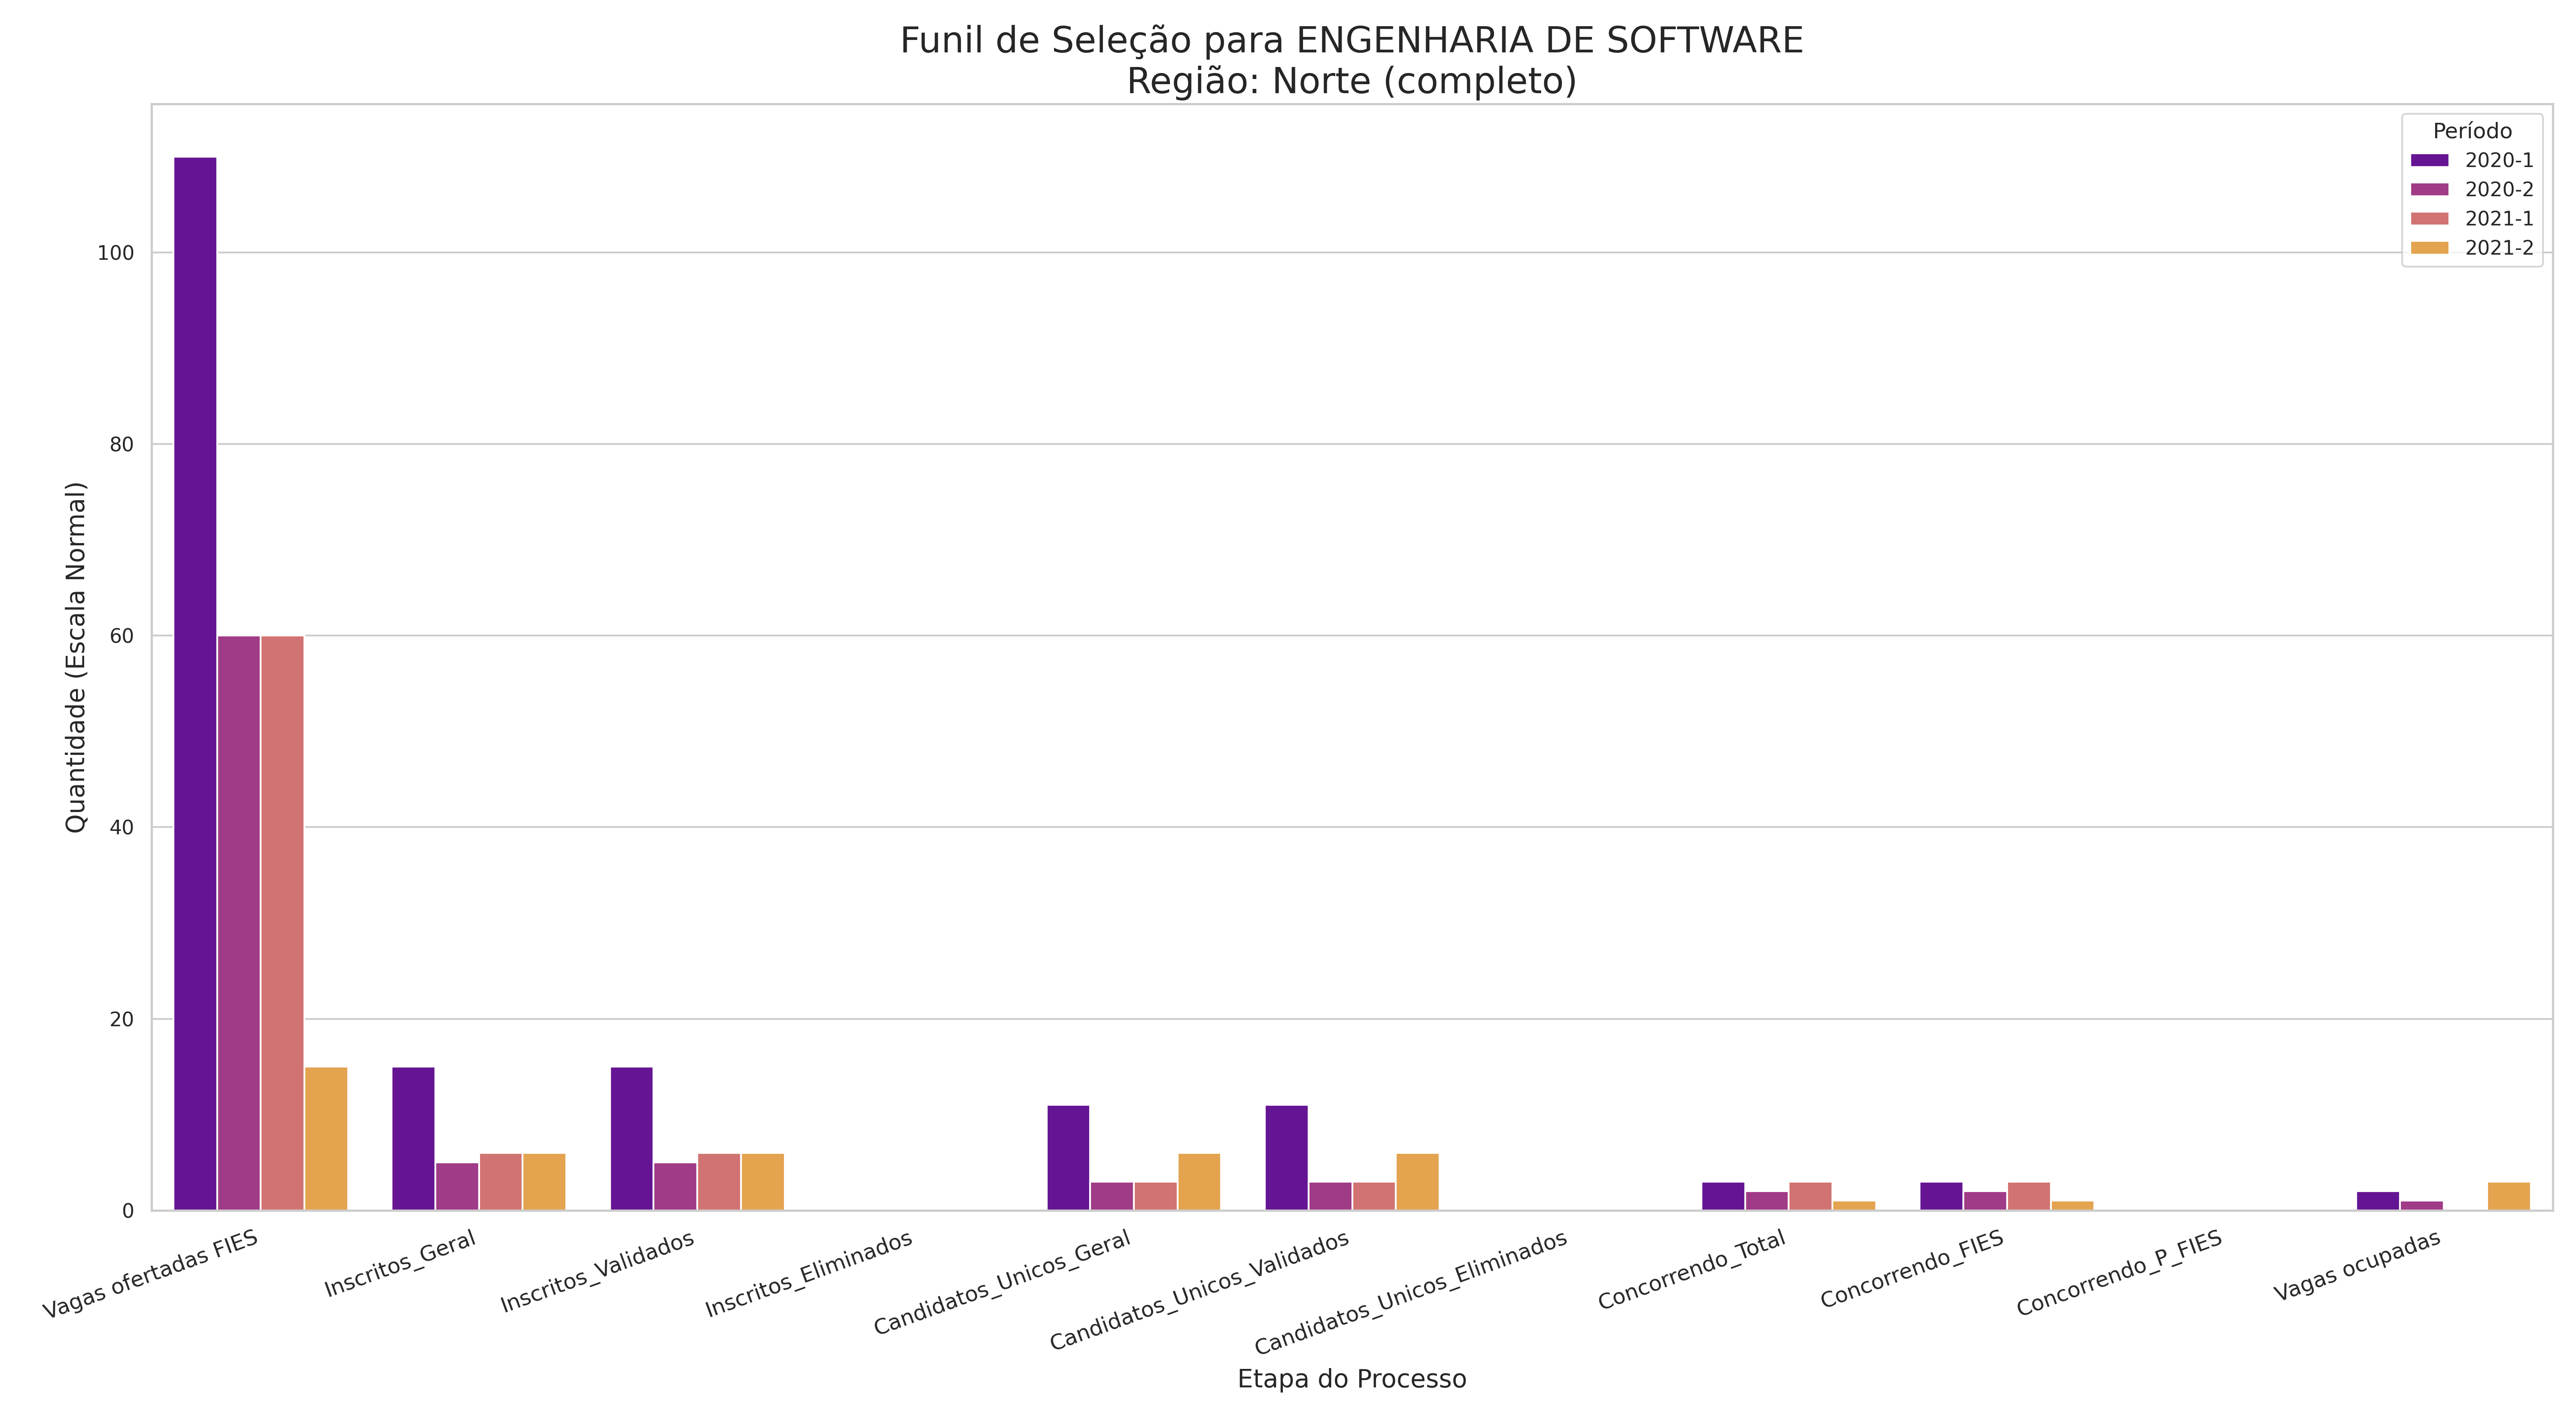 Funil de Seleção para ENGENHARIA DE SOFTWARE
Região: Norte (completo)
Período
2020-1
2020-2
2021-1
2021-2
Quantidade (Escala Normal)
100
80
60
40
20
0
Vagas ofertadas FIES
Inscritos_Geral
Inscritos_Validados
Inscritos_Eliminados
Candidatos_Unicos_Geral
Candidatos_Unicos_Validados
Candidatos_Unicos_Eliminados
Concorrendo_Total
Concorrendo_FIES
Concorrendo_P_FIES
Vagas ocupadas
Etapa do Processo